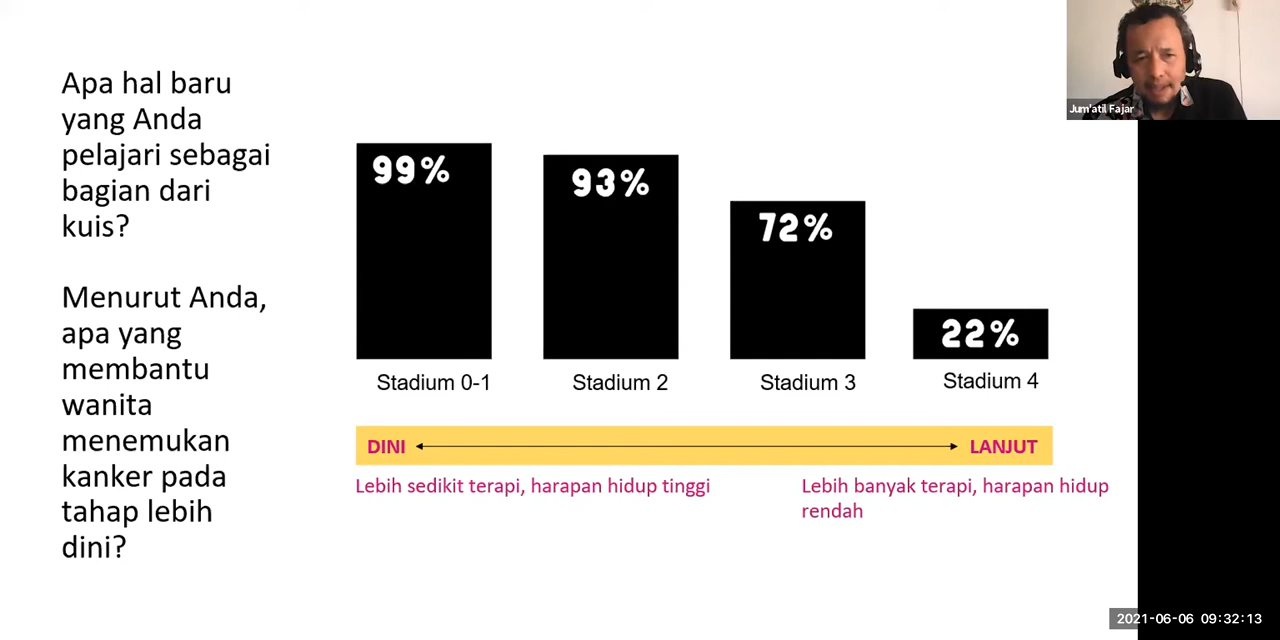 Apa hal baru
yang Anda
pelajari sebagai
bagian dari
kuis?
Menurut Anda,
apa yang
membantu
wanita
menemukan
kanker pada
tahap lebih
dini?
99%
93%
72%
22%
Stadium 0-1
Stadium 2
Stadium 3
Stadium 4
DINI
LANJUT
Lebih sedikit terapi, harapan hidup tinggi
Lebih banyak terapi, harapan hidup
rendah
Jum'atil Fajar
2021-06-06 09:32:13